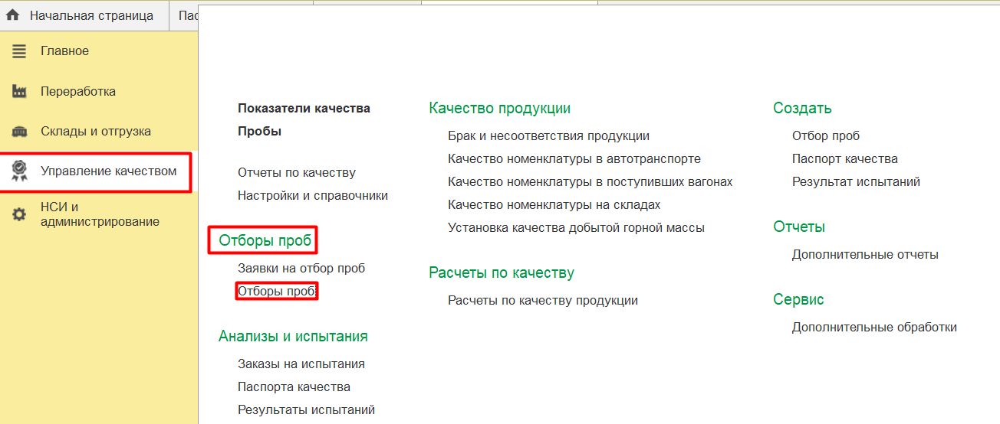 Начальная страница
Пас
Главное
Переработка
Склады и отгрузка
Управление качеством
НСИ и
администрирование
Показатели качества
Пробы
Отчеты по качеству
Настройки и справочники
Отборы проб
Заявки на отбор проб
Отборы проб
Анализы и испытания
Заказы на испытания
Паспорта качества
Результаты испытаний
Качество продукции
Брак и несоответствия продукции
Качество номенклатуры в автотранспорте
Качество номенклатуры в поступивших вагонах
Качество номенклатуры на складах
Установка качества добытой горной массы
Расчеты по качеству
Расчеты по качеству продукции
Создать
Отбор проб
Паспорт качества
Результат испытаний
Отчеты
Дополнительные отчеты
Сервис
Дополнительные обработки